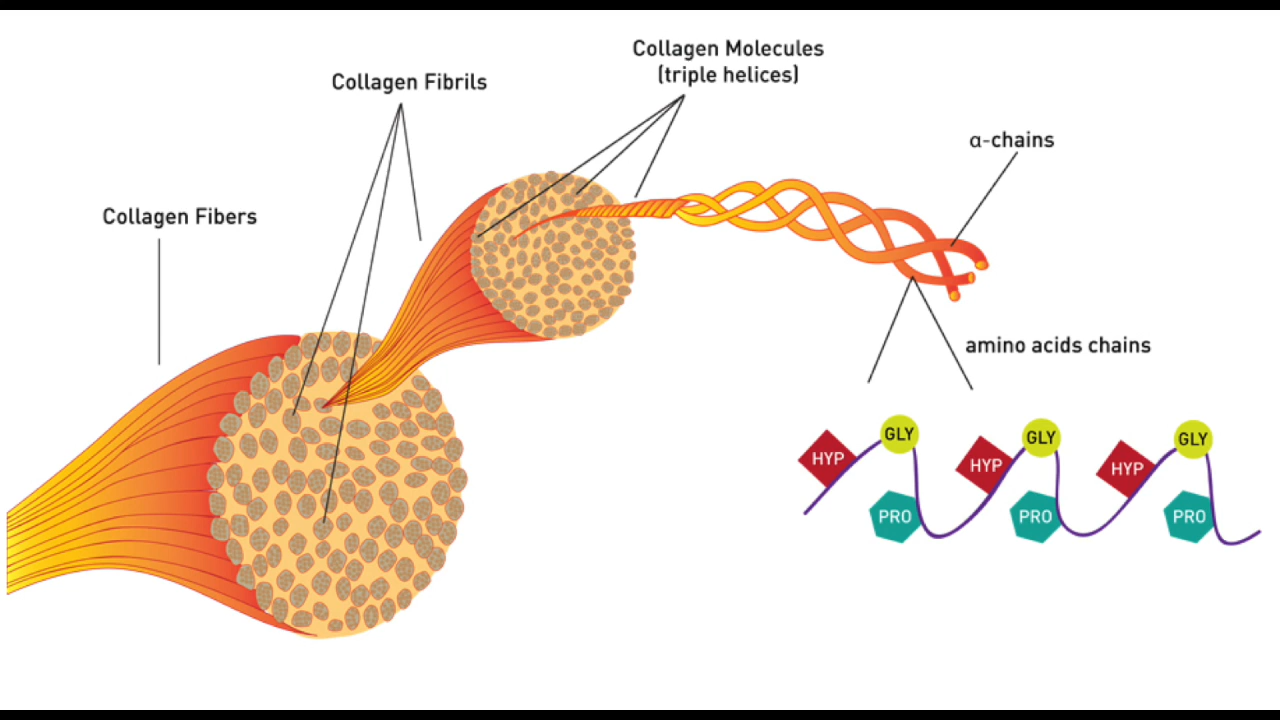 Collagen Molecules
(triple helices)
Collagen Fibrils
α-chains
Collagen Fibers
amino acids chains
HYP
GLY
PRO
HYP
GLY
PRO
HYP
GLY
PRO